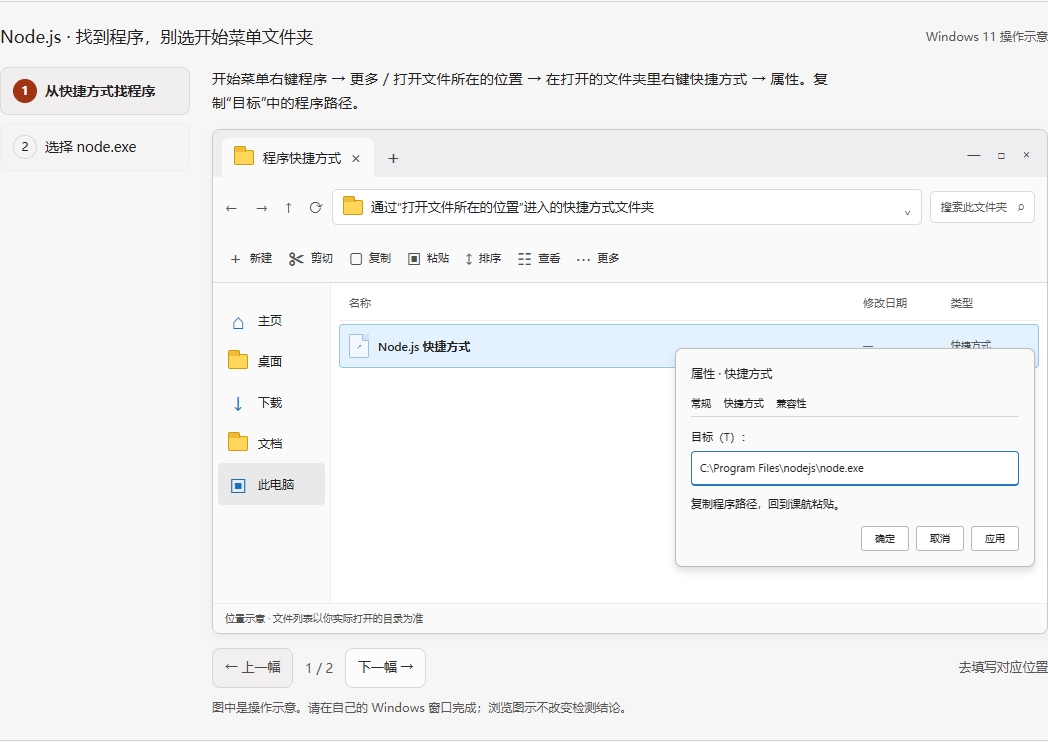 Node.js · 找到程序，别选开始菜单文件夹
Windows 11 操作示意
1 从快捷方式找程序
2 选择 node.exe
开始菜单右键程序 → 更多 / 打开文件所在的位置 → 在打开的文件夹里右键快捷方式 → 属性。复
制“目标”中的程序路径。
程序快捷方式 × +
— □ ×
← → ↑ 通过“打开文件所在的位置”进入的快捷方式文件夹
搜索此文件夹
+ 新建 剪切 复制 粘贴 排序 查看 … 更多
名称 修改日期 类型
主页
桌面
下载
文档
此电脑
Node.js 快捷方式 — 快捷方式
属性 · 快捷方式
常规 快捷方式 兼容性
目标（T）：
C:\Program Files\nodejs\node.exe
复制程序路径，回到课航粘贴。
确定 取消 应用
位置示意 · 文件列表以你实际打开的目录为准
← 上一幅 1 / 2 下一幅 →
去填写对应位置
图中是操作示意。请在自己的 Windows 窗口完成；浏览图示不改变检测结论。